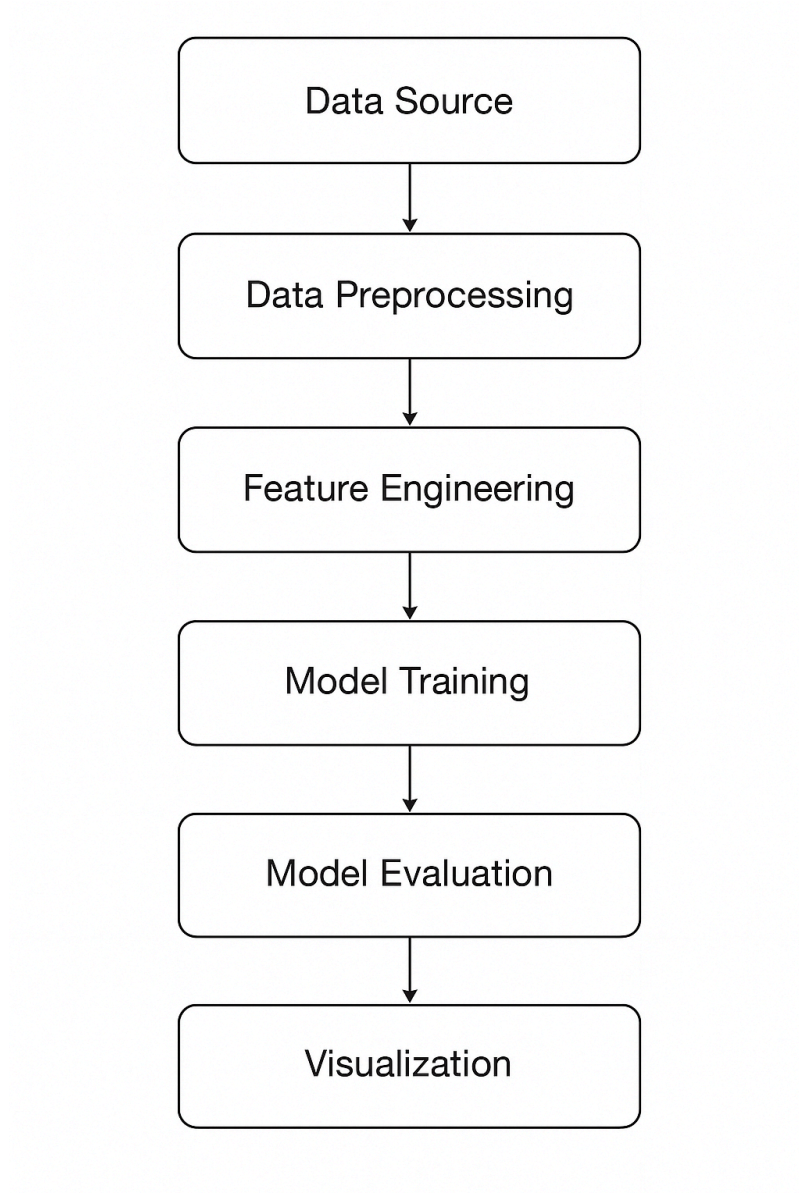 Data Source
Data Preprocessing
Feature Engineering
Model Training
Model Evaluation
Visualization